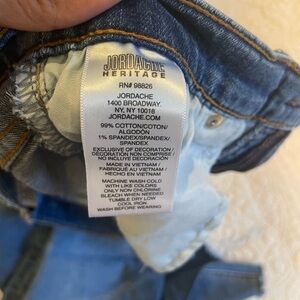 JORDACHE
HERITAGE
RN# 98826
JORDACHE
1400 BROADWAY.
NY, NY 10018
JORDACHE.COM
99% COTTON/COTON/
ALGODÓN
1% SPANDEX/SPANDEX/
SPANDEX
EXCLUSIVE OF DECORATION /
DÉCORATION NON COMPRISE /
NO INCLUYE DECORACIÓN
MADE IN VIETNAM /
FABRIQUÉ AU VIETNAM /
HECHO EN VIETNAM
MACHINE WASH COLD
WITH LIKE COLORS
ONLY NON CHLORINE
BLEACH WHEN NEEDED
TUMBLE DRY LOW
COOL IRON
WASH BEFORE WEARING